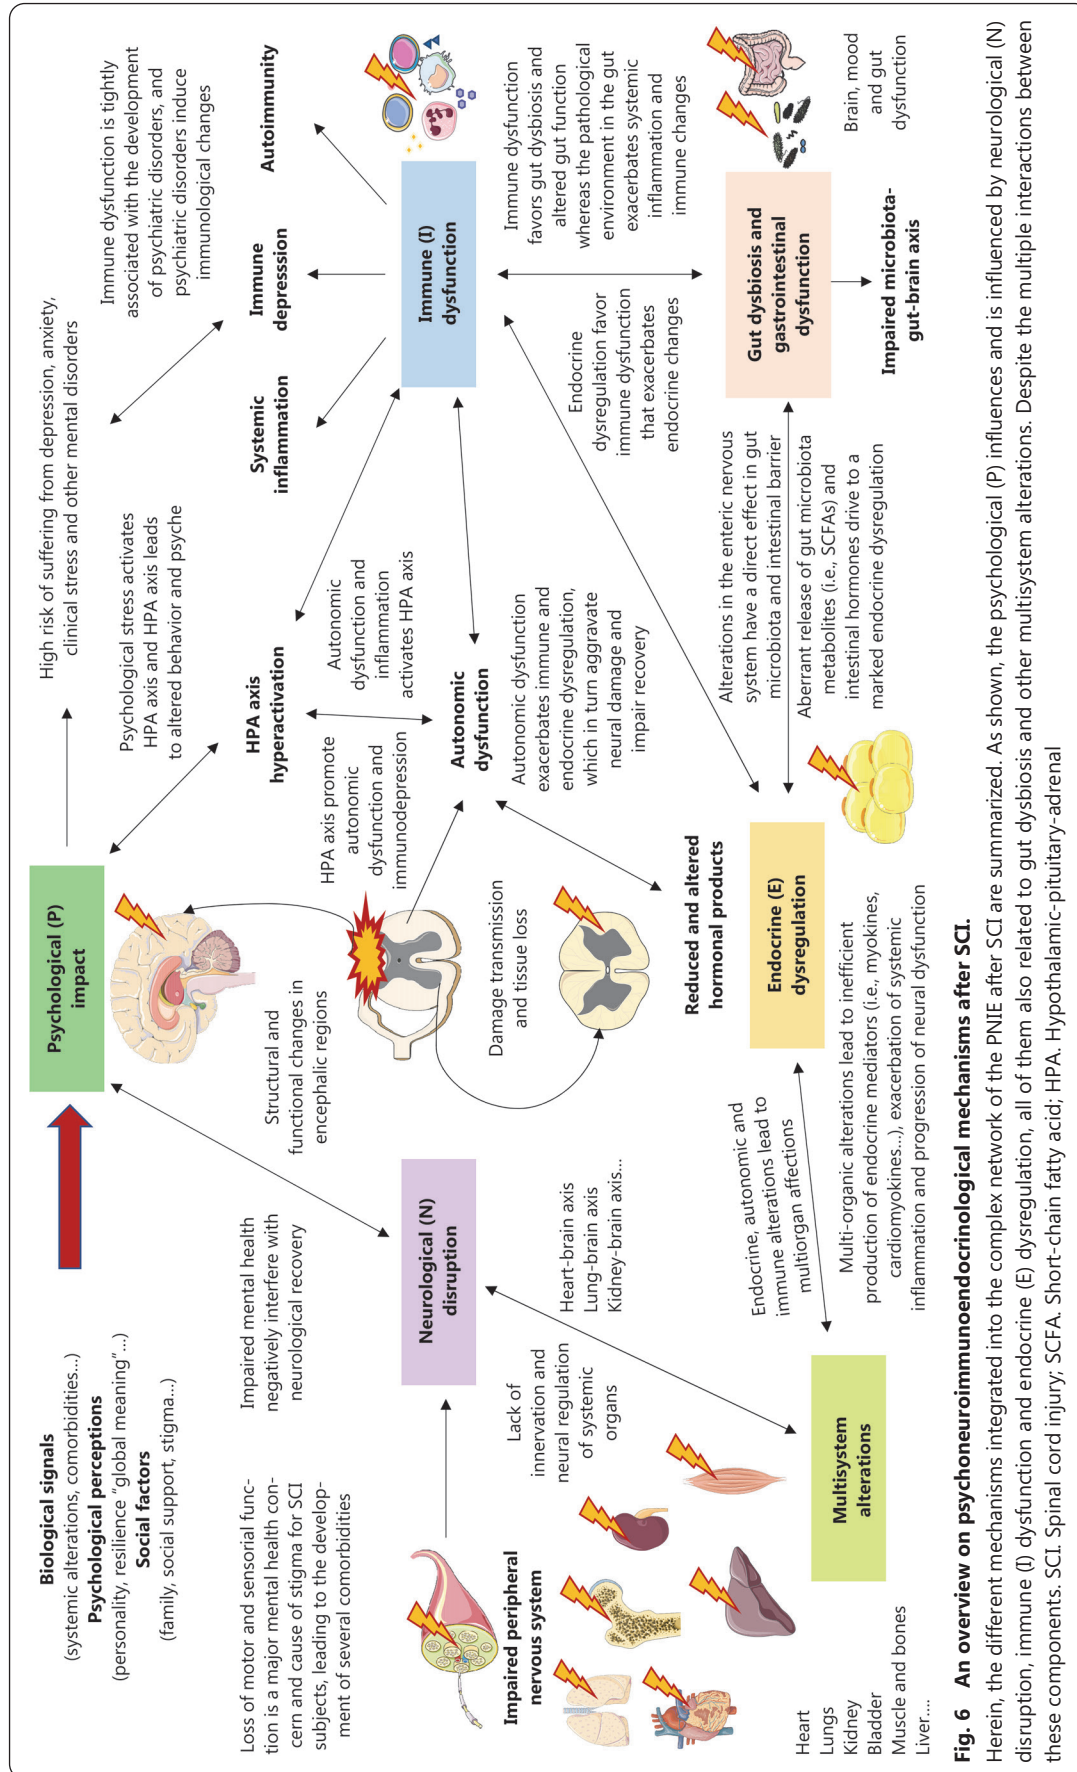 Biological signals
(systemic alterations, comorbidities...)
Psychological perceptions
(personality, resilience “global meaning”...)
Social factors
(family, social support, stigma...)
Psychological (P)
impact
High risk of suffering from depression, anxiety,
clinical stress and other mental disorders
Loss of motor and sensorial func-
tion is a major mental health con-
cern and cause of stigma for SCI
subjects, leading to the develop-
ment of several comorbidities
Impaired mental health
negatively interfere with
neurological recovery
Structural and
functional changes in
encephalic regions
Psychological stress activates
HPA axis and HPA axis leads
to altered behavior and psyche
Immune dysfunction is tightly
associated with the development
of psychiatric disorders, and
psychiatric disorders induce
immunological changes
HPA axis
hyperactivation
Systemic
inflammation
Immune
depresssion
Autoimmunity
HPA axis promote
autonomic
dysfunction and
immunodepression
Autonomic
dysfunction and
inflammation
activates HPA axis
Impaired peripheral
nervous system
Neurological (N)
disruption
Damage transmission
and tissue loss
Autonomic
dysfunction
Immune (I)
dysfunction
Lack of
innervation and
neural regulation
of systemic
organs
Heart-brain axis
Lung-brain axis
Kidney-brain axis...
Autonomic dysfunction
exacerbates immune and
endocrine dysregulation,
which in turn aggravate
neural damage and
impair recovery
Endocrine
dysregulation favor
immune dysfunction
that exacerbates
endocrine changes
Immune dysfunction
favors gut dysbiosis and
altered gut function
whereas the pathological
environment in the gut
exacerbates systemic
inflammation and
immune changes
Reduced and altered
hormonal products
Heart
Lungs
Kidney
Bladder
Muscle and bones
Liver...
Multisystem
alterations
Endocrine, autonomic and
immune alterations lead to
multiorgan affections
Endocrine (E)
dysregulation
Alterations in the enteric nervous
system have a direct effect in gut
microbiota and intestinal barrier
Gut dysbiosis and
gastrointestinal
dysfunction
Multi-organic alterations lead to inefficient
production of endocrine mediators (i.e., myokines,
cardiomyokines...), exacerbation of systemic
inflammation and progression of neural dysfunction
Aberrant release of gut microbiota
metabolites (i.e., SCFAs) and
intestinal hormones drive to a
marked endocrine dysregulation
Impaired microbiota-
gut-brain axis
Brain, mood
and gut
dysfunction
Fig. 6 An overview on psychoneuroimmunoendocrinological mechanisms after SCI.
Herein, the different mechanisms integrated into the complex network of the PNIE after SCI are summarized. As shown, the psychological (P) influences and is influenced by neurological (N)
disruption, immune (I) dysfunction and endocrine (E) dysregulation, all of them also related to gut dysbiosis and other multisystem alterations. Despite the multiple interactions between
these components. SCI. Spinal cord injury; SCFA. Short-chain fatty acid; HPA. Hypothalamic-pituitary-adrenal